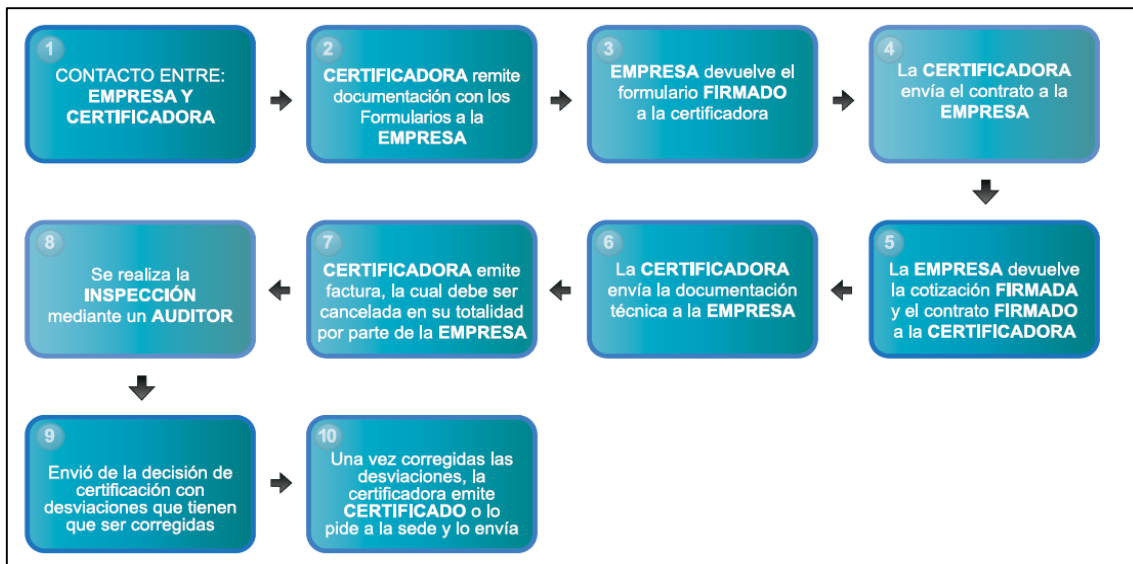 1
CONTACTO ENTRE:
EMPRESA Y
CERTIFICADORA
2
CERTIFICADORA remite
documentación con los
Formularios a la
EMPRESA
3
EMPRESA devuelve el
formulario FIRMADO
a la certificadora
4
La CERTIFICADORA
envía el contrato a la
EMPRESA
5
La EMPRESA devuelve
la cotización FIRMADA
y el contrato FIRMADO
a la CERTIFICADORA
6
La CERTIFICADORA
envía la documentación
técnica a la EMPRESA
7
CERTIFICADORA emite
factura, la cual debe ser
cancelada en su totalidad
por parte de la EMPRESA
8
Se realiza la
INSPECCIÓN
mediante un AUDITOR
9
Envió de la decisión de
certificación con
desviaciones que tienen
que ser corregidas
10
Una vez corregidas las
desviaciones, la
certificadora emite
CERTIFICADO o lo
pide a la sede y lo envía